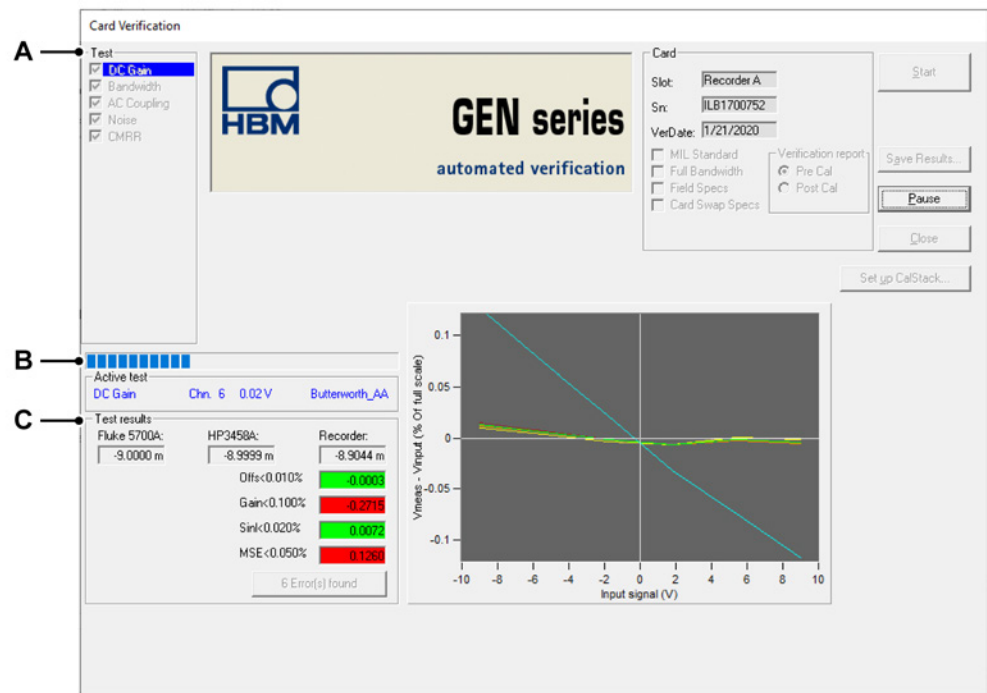 Card Verification
A
Test
DC Gain
Bandwidth
AC Coupling
Noise
CMRR
HBM
GEN series
automated verification
Card
Slot: Recorder A
Sn: ILB1700752
VerDate: 1/21/2020
MIL Standard
Full Bandwidth
Field Specs
Card Swap Specs
Verification report
Pre Cal
Post Cal
Start
Save Results...
Pause
Close
Set up CalStack...
B
Active test
DC Gain Chn. 6 0.02 V Butterworth_AA
C
Test results
Fluke 5700A: HP3458A: Recorder:
-9.0000 m -8.9999 m -8.9044 m
Offs<0.010% -0.0003
Gain<0.100% -0.2715
Sinl<0.020% 0.0072
MSE<0.050% 0.1260
6 Error(s) found
Vmeas - Vinput (% Of full scale)
0.1
0.05
0
-0.05
-0.1
-10 -8 -6 -4 -2 0 2 4 6 8 10
Input signal (V)